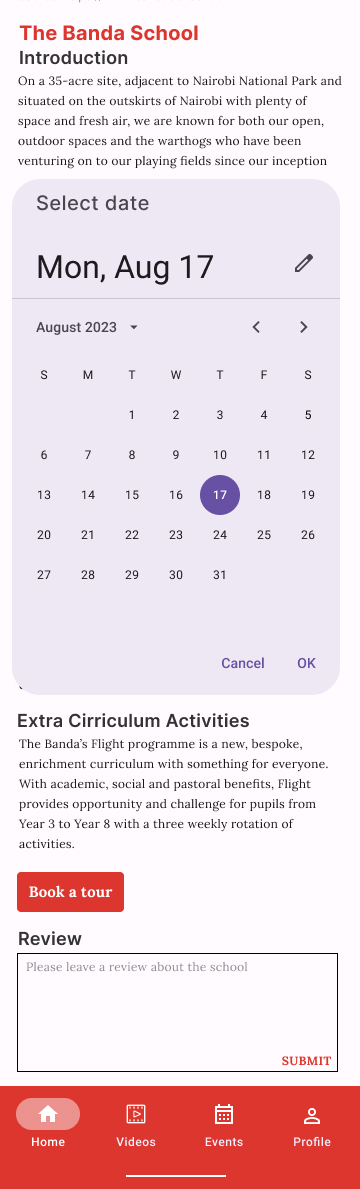 The Banda School
Introduction
On a 35-acre site, adjacent to Nairobi National Park and
situated on the outskirts of Nairobi with plenty of
space and fresh air, we are known for both our open,
outdoor spaces and the warthogs who have been
venturing on to our playing fields since our inception
Select date
Mon, Aug 17
August 2023
S M T W T F S
1 2 3 4 5
6 7 8 9 10 11 12
13 14 15 16 17 18 19
20 21 22 23 24 25 26
27 28 29 30 31
Cancel OK
Extra Cirriculum Activities
The Banda’s Flight programme is a new, bespoke,
enrichment curriculum with something for everyone.
With academic, social and pastoral benefits, Flight
provides opportunity and challenge for pupils from
Year 3 to Year 8 with a three weekly rotation of
activities.
Book a tour
Review
Please leave a review about the school
SUBMIT
Home Videos Events Profile